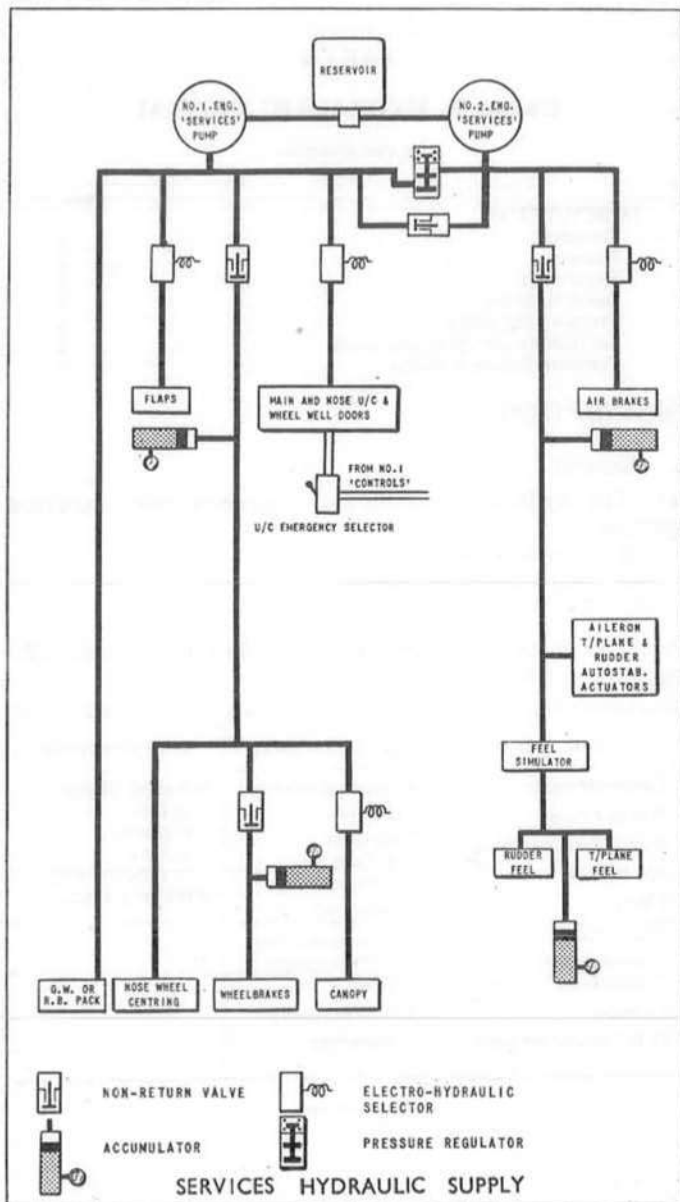 RESERVOIR
NO.1.ENG.
'SERVICES'
PUMP
NO.2.ENG.
'SERVICES'
PUMP
FLAPS
MAIN AND NOSE U/C &
WHEEL WELL DOORS
AIR BRAKES
FROM NO.1
'CONTROLS'
U/C EMERGENCY SELECTOR
AILERON
T/PLANE &
RUDDER
AUTOSTAB.
ACTUATORS
FEEL
SIMULATOR
RUDDER
FEEL
T/PLANE
FEEL
G.W. OR
R.B. PACK
NOSE WHEEL
CENTRING
WHEELBRAKES
CANOPY
NON-RETURN VALVE
ELECTRO-HYDRAULIC
SELECTOR
ACCUMULATOR
PRESSURE REGULATOR
SERVICES HYDRAULIC SUPPLY